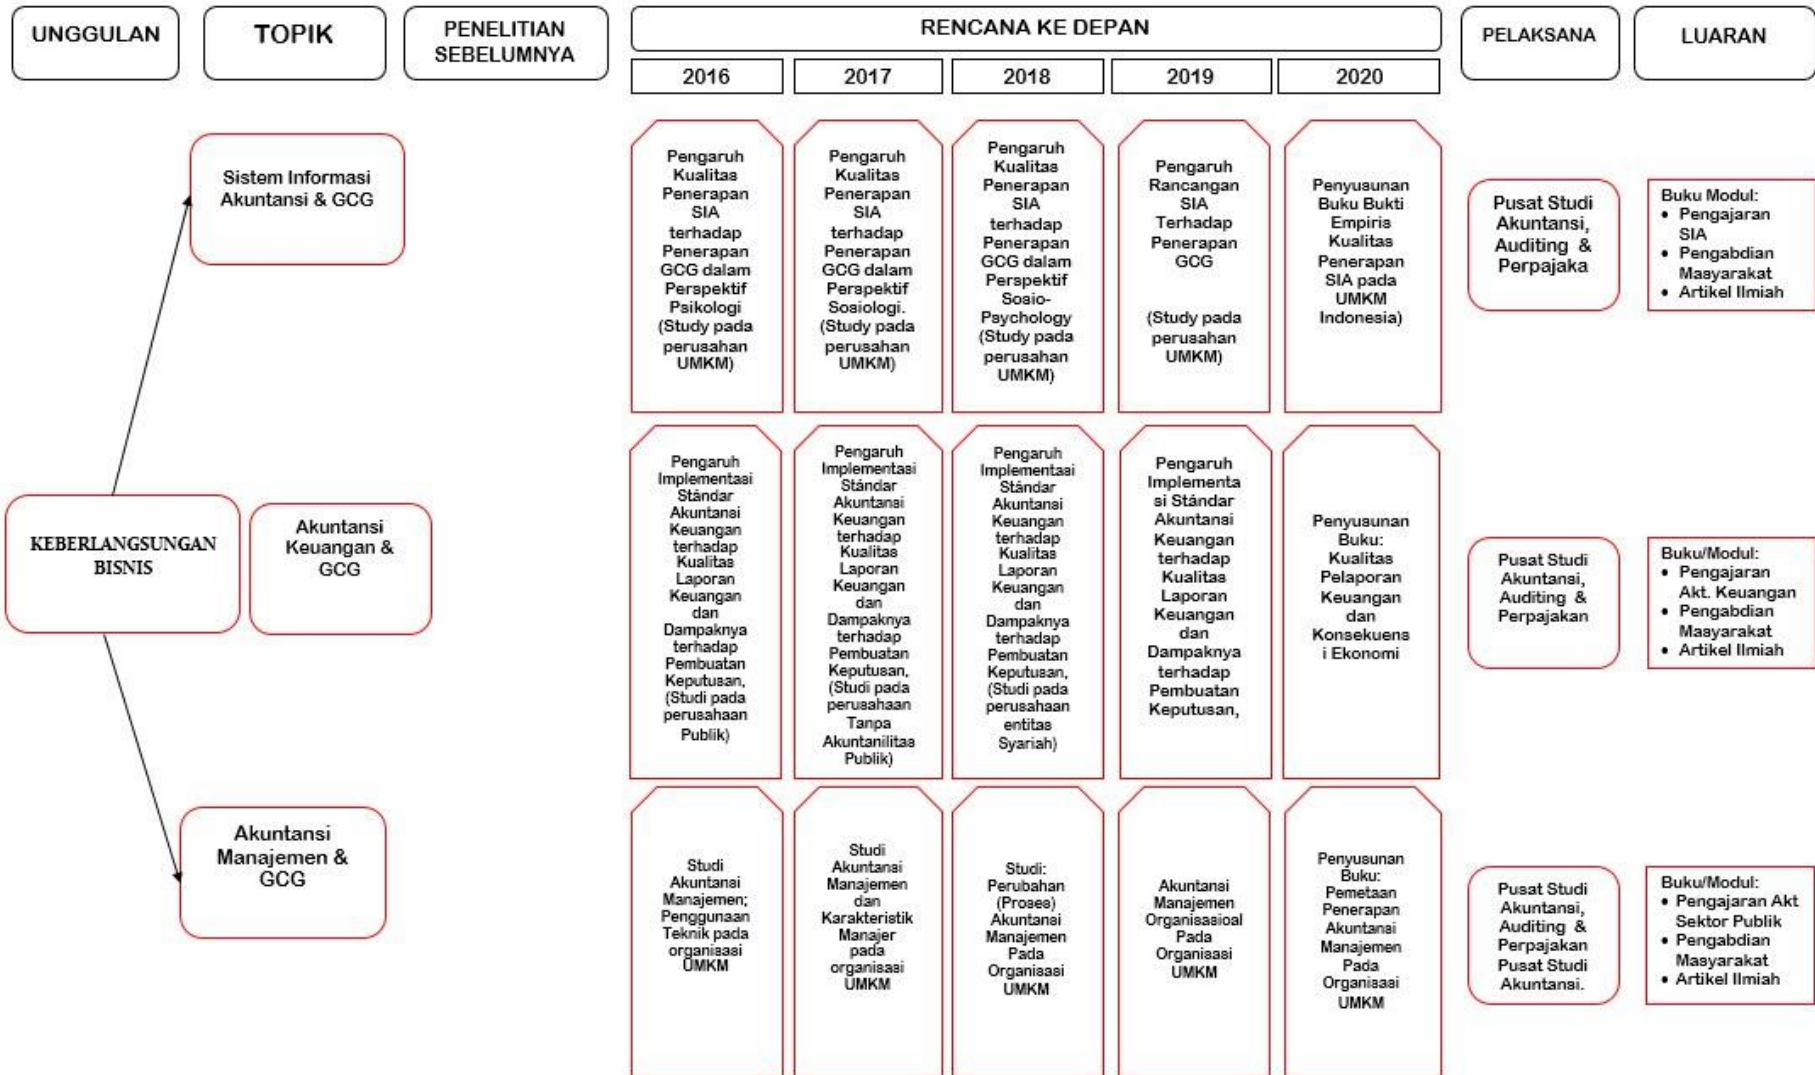 UNGGULAN
TOPIK
PENELITIAN
SEBELUMNYA
RENCANA KE DEPAN
PELAKSANA
LUARAN
2016
2017
2018
2019
2020
Sistem Informasi
Akuntansi & GCG
Pengaruh
Kualitas
Penerapan
SIA
terhadap
Penerapan
GCG dalam
Perspektif
Psikologi
(Study pada
perusahan
UMKM)
Pengaruh
Kualitas
Penerapan
SIA
terhadap
Penerapan
GCG dalam
Perspektif
Sosiologi.
(Study pada
perusahan
UMKM)
Pengaruh
Kualitas
Penerapan
SIA
terhadap
Penerapan
GCG dalam
Perspektif
Sosio-
Psychology
(Study pada
perusahan
UMKM)
Pengaruh
Rancangan
SIA
Terhadap
Penerapan
GCG
(Study pada
perusahan
UMKM)
Penyusunan
Buku Bukti
Empiris
Kualitas
Penerapan
SIA pada
UMKM
Indonesia)
Pusat Studi
Akuntansi,
Auditing &
Perpajaka
Buku Modul:
• Pengajaran
SIA
• Pengabdian
Masyarakat
• Artikel Ilmiah
KEBERLANGSUNGAN
BISNIS
Akuntansi
Keuangan &
GCG
Pengaruh
Implementasi
Stándar
Akuntansi
Keuangan
terhadap
Kualitas
Laporan
Keuangan
dan
Dampaknya
terhadap
Pembuatan
Keputusan,
(Studi pada
perusahaan
Publik)
Pengaruh
Implementasi
Stándar
Akuntansi
Keuangan
terhadap
Kualitas
Laporan
Keuangan
dan
Dampaknya
terhadap
Pembuatan
Keputusan,
(Studi pada
perusahaan
Tanpa
Akuntanilitas
Publik)
Pengaruh
Implementasi
Stándar
Akuntansi
Keuangan
terhadap
Kualitas
Laporan
Keuangan
dan
Dampaknya
terhadap
Pembuatan
Keputusan,
(Studi pada
perusahaan
entitas
Syariah)
Pengaruh
Implementa
si Stándar
Akuntansi
Keuangan
terhadap
Kualitas
Laporan
Keuangan
dan
Dampaknya
terhadap
Pembuatan
Keputusan,
Penyusunan
Buku:
Kualitas
Pelaporan
Keuangan
dan
Konsekuens
i Ekonomi
Pusat Studi
Akuntansi,
Auditing &
Perpajakan
Buku/Modul:
• Pengajaran
Akt. Keuangan
• Pengabdian
Masyarakat
• Artikel Ilmiah
Akuntansi
Manajemen &
GCG
Studi
Akuntansi
Manajemen;
Penggunaan
Teknik pada
organisasi
UMKM
Studi
Akuntansi
Manajemen
dan
Karakteristik
Manajer
pada
organisasi
UMKM
Studi:
Perubahan
(Proses)
Akuntansi
Manajemen
Pada
Organisasi
UMKM
Akuntansi
Manajemen
Organisasioal
Pada
Organisasi
UMKM
Penyusunan
Buku:
Pemetaan
Penerapan
Akuntansi
Manajemen
Pada
Organisasi
UMKM
Pusat Studi
Akuntansi,
Auditing &
Perpajakan
Pusat Studi
Akuntansi.
Buku/Modul:
• Pengajaran Akt
Sektor Publik
• Pengabdian
Masyarakat
• Artikel Ilmiah